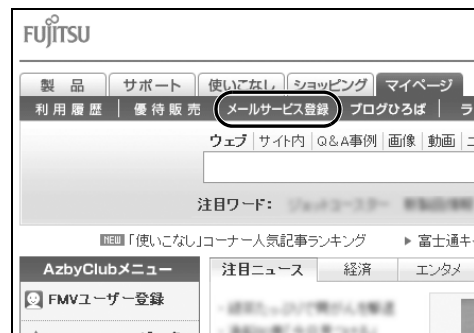 FUJITSU
製品 サポート 使いこなし ショッピング マイページ
利用履歴 優待販売 メールサービス登録 ブログひろば ラ
ウェブ サイト内 Q&A事例 画像 動画
注目ワード:
NEW 「使いこなし」コーナー人気記事ランキング ▶ 富士通キ
AzbyClubメニュー 注目ニュース 経済 エンタメ
FMVユーザー登録